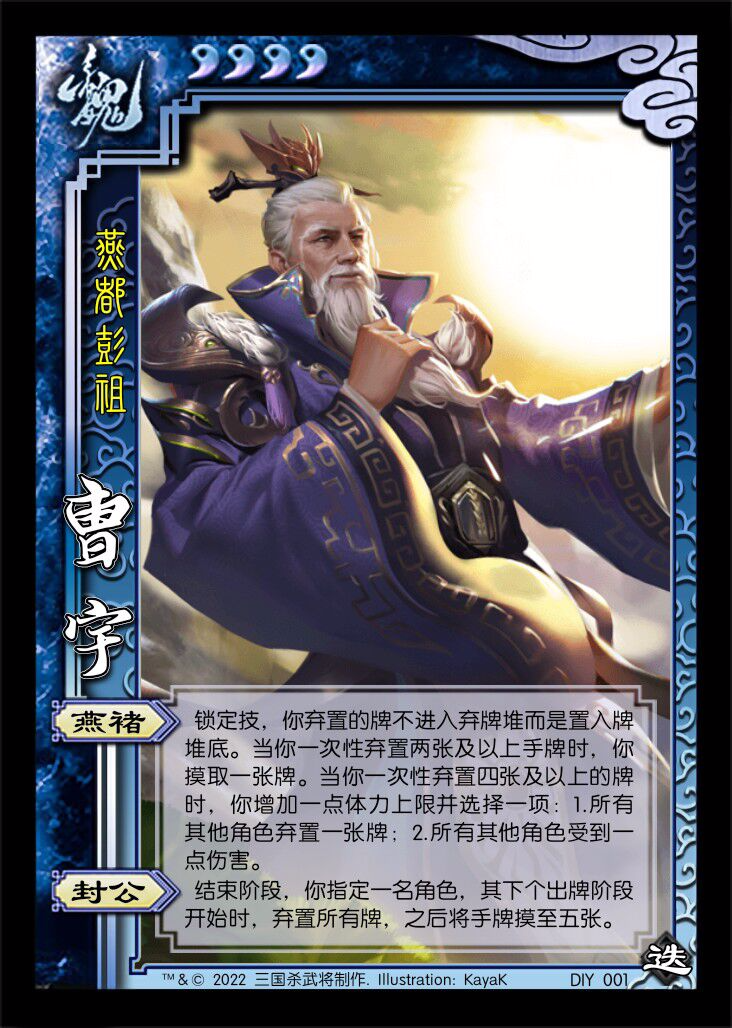 魏
燕都彭祖
曹宇
燕褚
锁定技，你弃置的牌不进入弃牌堆而是置入牌
堆底。当你一次性弃置两张及以上手牌时，你
摸取一张牌。当你一次性弃置四张及以上的牌
时，你增加一点体力上限并选择一项：1.所有
其他角色弃置一张牌；2.所有其他角色受到一
点伤害。
封公
结束阶段，你指定一名角色，其下个出牌阶段
开始时，弃置所有牌，之后将手牌摸至五张。
迭
™&© 2022 三国杀武将制作. Illustration: KayaK
DIY 001